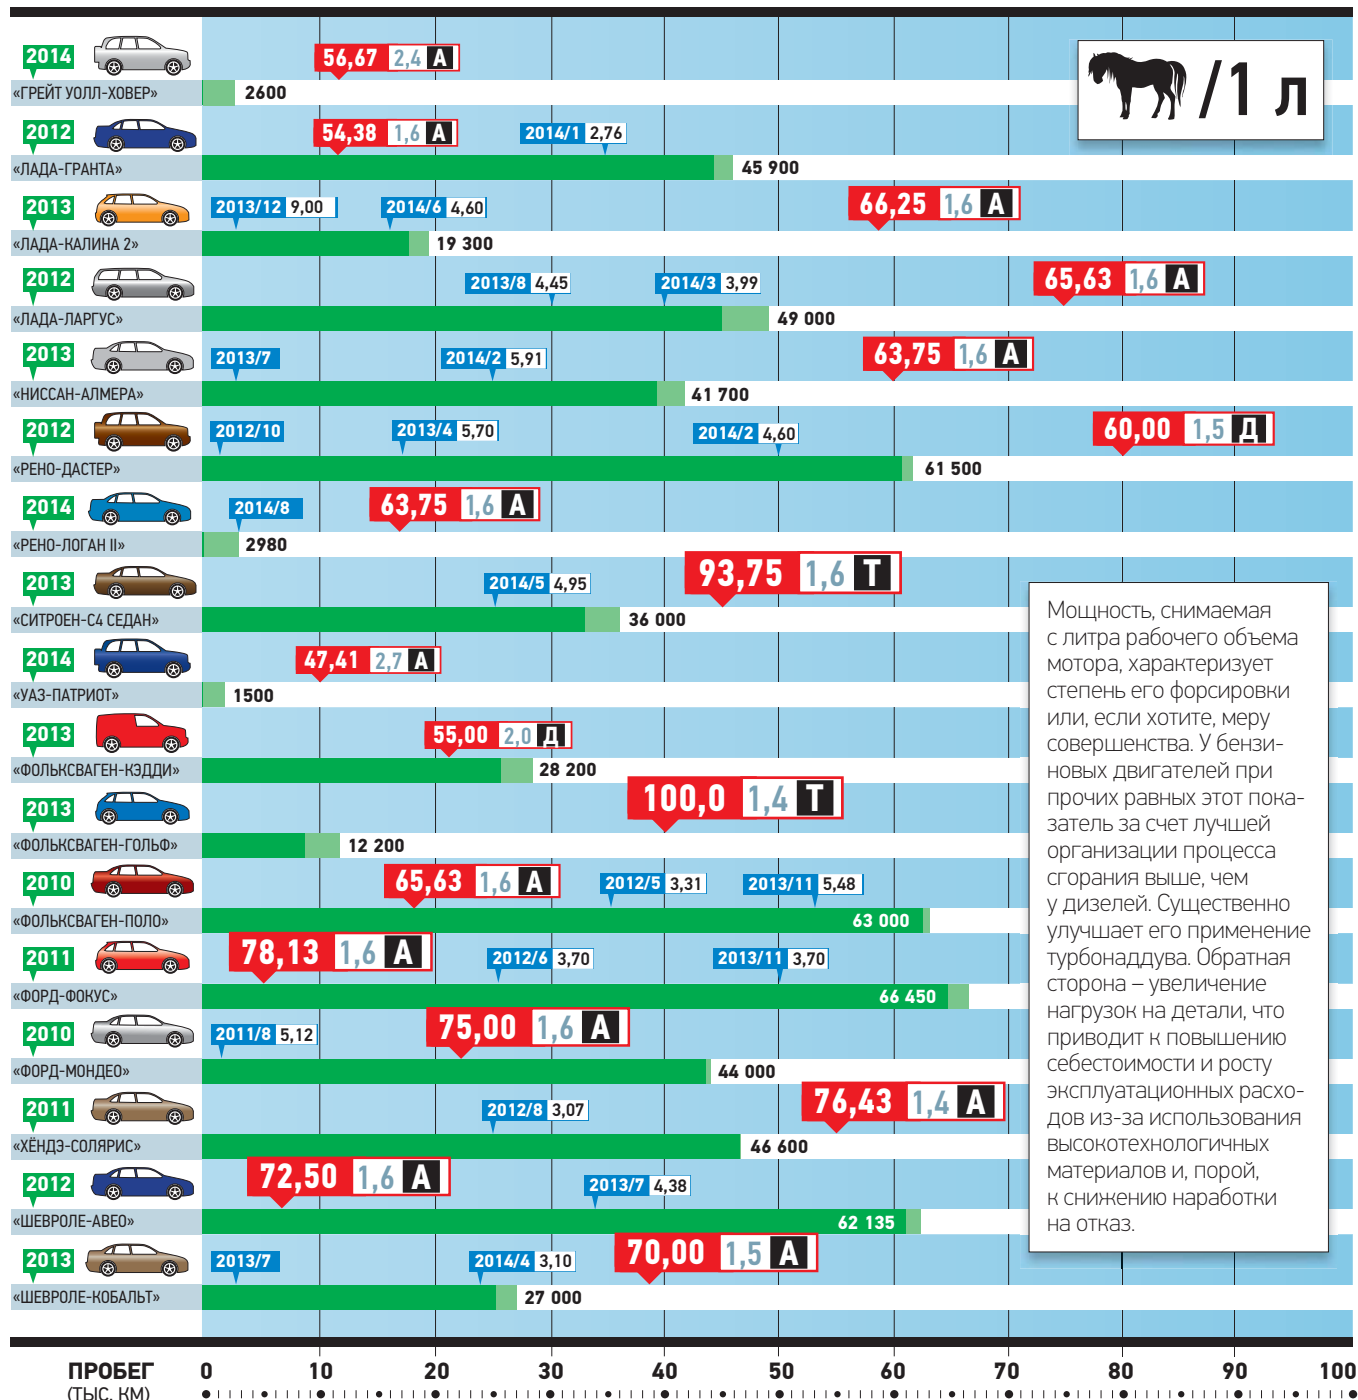 2014
56,67 2,4 А
/1 л
«ГРЕЙТ УОЛЛ-ХОВЕР»
2600
2012
54,38 1,6 А
2014/1 2,76
«ЛАДА-ГРАНТА»
45 900
2013
2013/12 9,00
2014/6 4,60
66,25 1,6 А
«ЛАДА-КАЛИНА 2»
19 300
2012
2013/8 4,45
2014/3 3,99
65,63 1,6 А
«ЛАДА-ЛАРГУС»
49 000
2013
2013/7
2014/2 5,91
63,75 1,6 А
«НИССАН-АЛМЕРА»
41 700
2012
2012/10
2013/4 5,70
2014/2 4,60
60,00 1,5 Д
«РЕНО-ДАСТЕР»
61 500
2014
2014/8
63,75 1,6 А
«РЕНО-ЛОГАН II»
2980
2013
2014/5 4,95
93,75 1,6 Т
«СИТРОЕН-С4 СЕДАН»
36 000
2014
47,41 2,7 А
«УАЗ-ПАТРИОТ»
1500
2013
55,00 2,0 Д
«ФОЛЬКСВАГЕН-КЭДДИ»
28 200
2013
100,0 1,4 Т
«ФОЛЬКСВАГЕН-ГОЛЬФ»
12 200
2010
65,63 1,6 А
2012/5 3,31
2013/11 5,48
«ФОЛЬКСВАГЕН-ПОЛО»
63 000
2011
78,13 1,6 А
2012/6 3,70
2013/11 3,70
«ФОРД-ФОКУС»
66 450
2010
2011/8 5,12
75,00 1,6 А
«ФОРД-МОНДЕО»
44 000
2011
2012/8 3,07
76,43 1,4 А
«ХЁНДЭ-СОЛЯРИС»
46 600
2012
72,50 1,6 А
2013/7 4,38
«ШЕВРОЛЕ-АВЕО»
62 135
2013
2013/7
2014/4 3,10
70,00 1,5 А
«ШЕВРОЛЕ-КОБАЛЬТ»
27 000
Мощность, снимаемая
с литра рабочего объема
мотора, характеризует
степень его форсировки
или, если хотите, меру
совершенства. У бензи-
новых двигателей при
прочих равных этот пока-
затель за счет лучшей
организации процесса
сгорания выше, чем
у дизелей. Существенно
улучшает его применение
турбонаддува. Обратная
сторона – увеличение
нагрузок на детали, что
приводит к повышению
себестоимости и росту
эксплуатационных расхо-
дов из-за использования
высокотехнологичных
материалов и, порой,
к снижению наработки
на отказ.
ПРОБЕГ 0 10 20 30 40 50 60 70 80 90 100
(ТЫС. КМ)